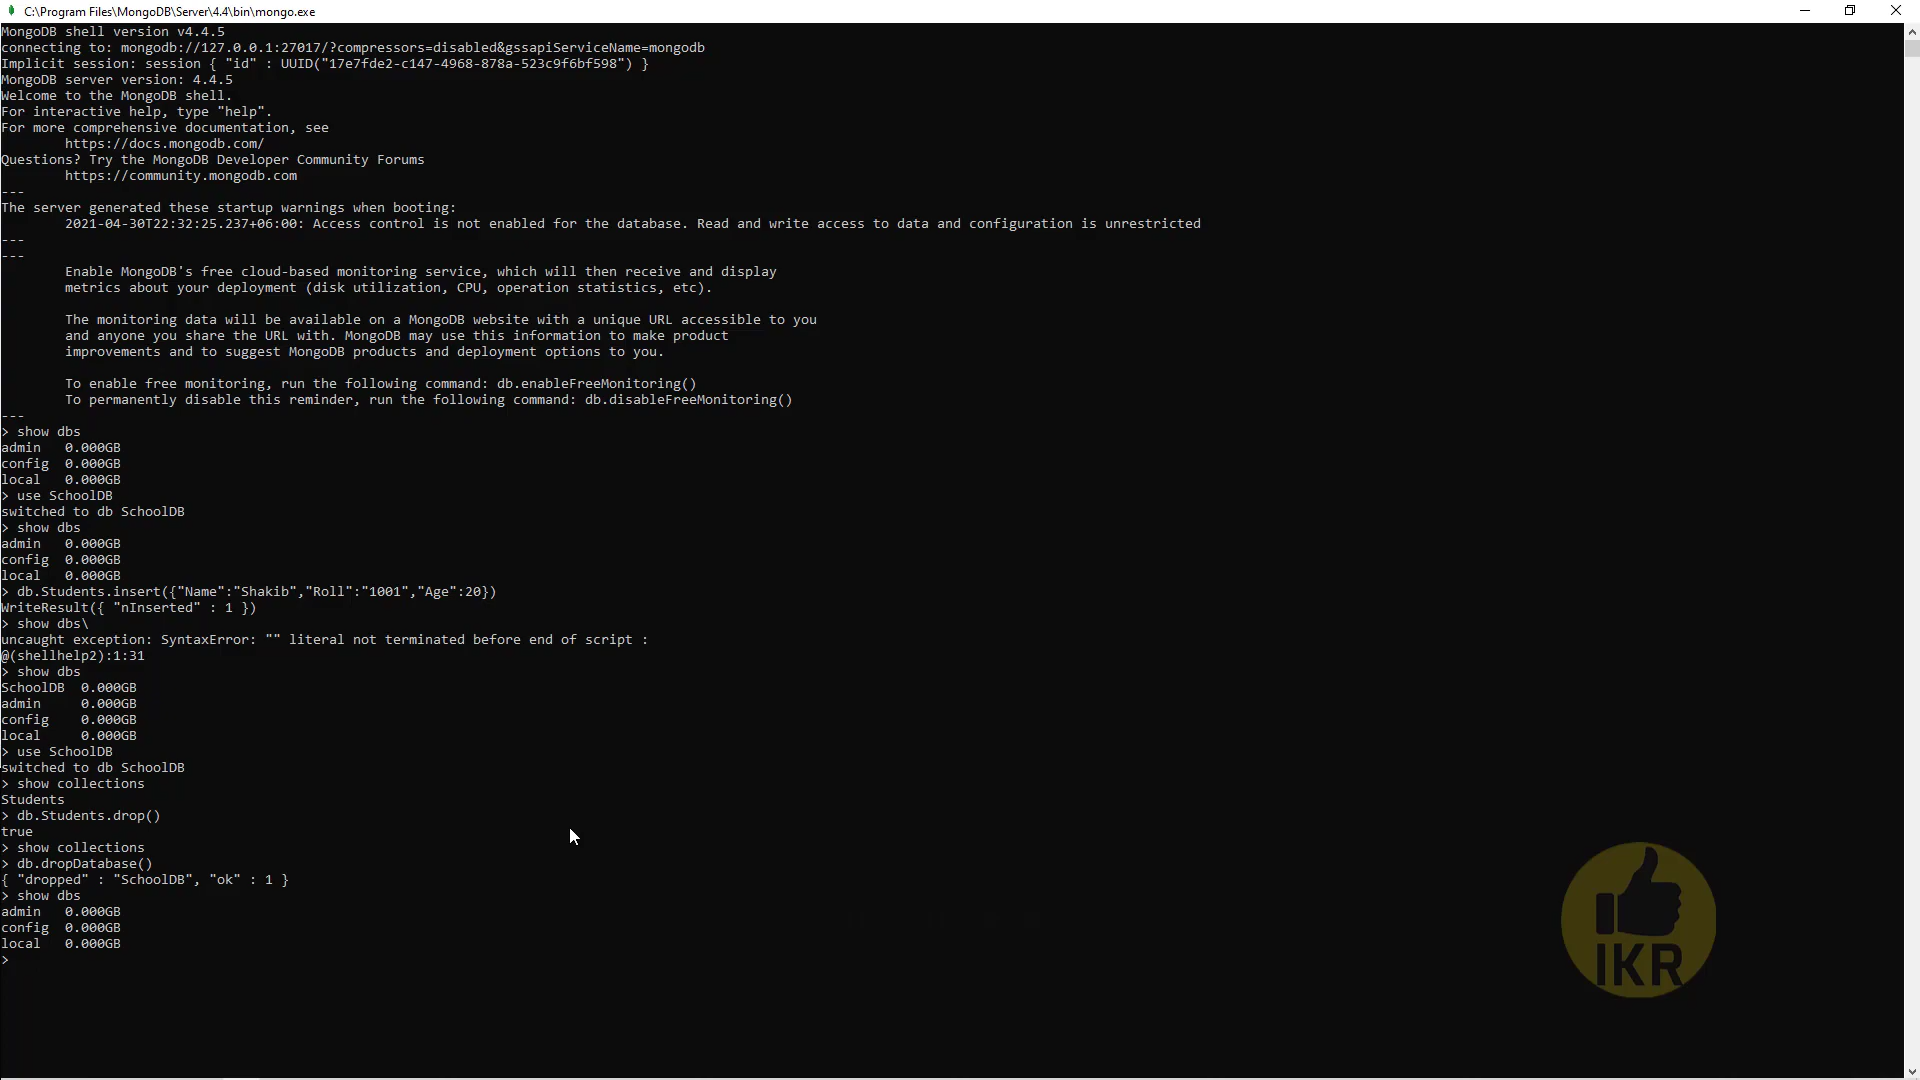 C:\Program Files\MongoDB\Server\4.4\bin\mongo.exe
MongoDB shell version v4.4.5
connecting to: mongodb://127.0.0.1:27017/?compressors=disabled&gssapiServiceName=mongodb
Implicit session: session { "id" : UUID("17e7fde2-c147-4968-878a-523c9f6bf598") }
MongoDB server version: 4.4.5
Welcome to the MongoDB shell.
For interactive help, type "help".
For more comprehensive documentation, see
        https://docs.mongodb.com/
Questions? Try the MongoDB Developer Community Forums
        https://community.mongodb.com
---
The server generated these startup warnings when booting:
        2021-04-30T22:32:25.237+06:00: Access control is not enabled for the database. Read and write access to data and configuration is unrestricted
---
---
        Enable MongoDB's free cloud-based monitoring service, which will then receive and display
        metrics about your deployment (disk utilization, CPU, operation statistics, etc).

        The monitoring data will be available on a MongoDB website with a unique URL accessible to you
        and anyone you share the URL with. MongoDB may use this information to make product
        improvements and to suggest MongoDB products and deployment options to you.

        To enable free monitoring, run the following command: db.enableFreeMonitoring()
        To permanently disable this reminder, run the following command: db.disableFreeMonitoring()
---
> show dbs
admin   0.000GB
config  0.000GB
local   0.000GB
> use SchoolDB
switched to db SchoolDB
> show dbs
admin   0.000GB
config  0.000GB
local   0.000GB
> db.Students.insert({"Name":"Shakib","Roll":"1001","Age":20})
WriteResult({ "nInserted" : 1 })
> show dbs\
uncaught exception: SyntaxError: "" literal not terminated before end of script :
@(shellhelp2):1:31
> show dbs
SchoolDB  0.000GB
admin     0.000GB
config    0.000GB
local     0.000GB
> use SchoolDB
switched to db SchoolDB
> show collections
Students
> db.Students.drop()
true
> show collections
> db.dropDatabase()
{ "dropped" : "SchoolDB", "ok" : 1 }
> show dbs
admin   0.000GB
config  0.000GB
local   0.000GB
>
IKR